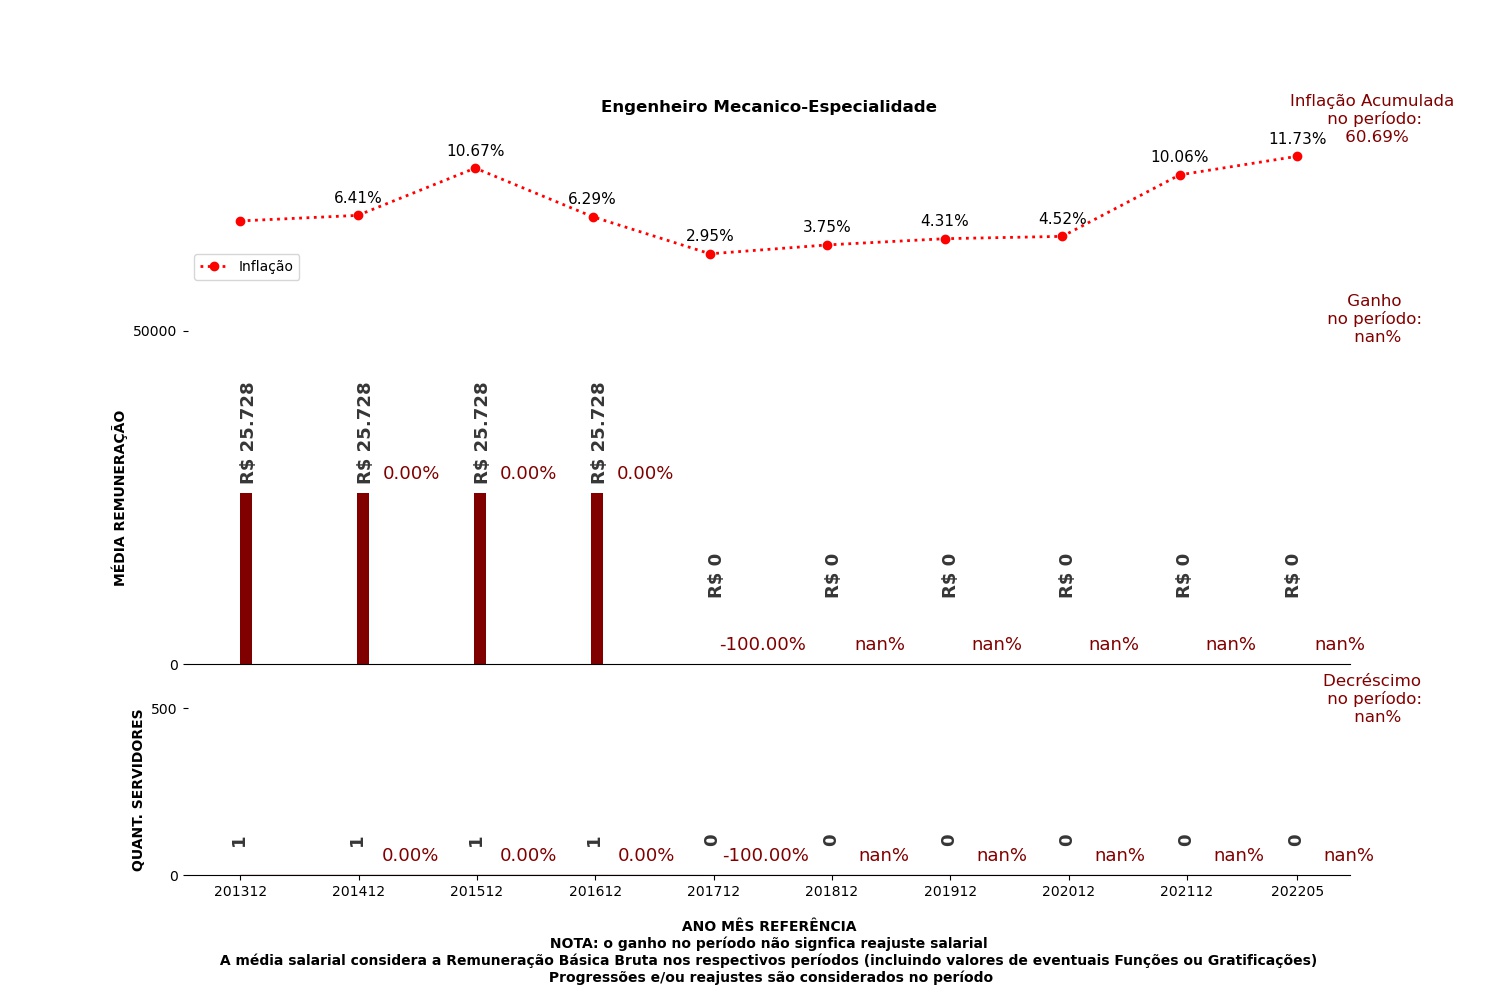 Engenheiro Mecanico-Especialidade
Inflação Acumulada
no período:
60.69%
6.41%
10.67%
6.29%
2.95%
3.75%
4.31%
4.52%
10.06%
11.73%
Inflação
Ganho
no período:
nan%
MÉDIA REMUNERAÇÃO
50000
0
R$ 25.728
R$ 25.728
R$ 25.728
R$ 25.728
R$ 0
R$ 0
R$ 0
R$ 0
R$ 0
R$ 0
0.00%
0.00%
0.00%
-100.00%
nan%
nan%
nan%
nan%
nan%
Decréscimo
no período:
nan%
QUANT. SERVIDORES
500
0
1
1
1
1
0
0
0
0
0
0
0.00%
0.00%
0.00%
-100.00%
nan%
nan%
nan%
nan%
nan%
201312
201412
201512
201612
201712
201812
201912
202012
202112
202205
ANO MÊS REFERÊNCIA
NOTA: o ganho no período não signfica reajuste salarial
A média salarial considera a Remuneração Básica Bruta nos respectivos períodos (incluindo valores de eventuais Funções ou Gratificações)
Progressões e/ou reajustes são considerados no período